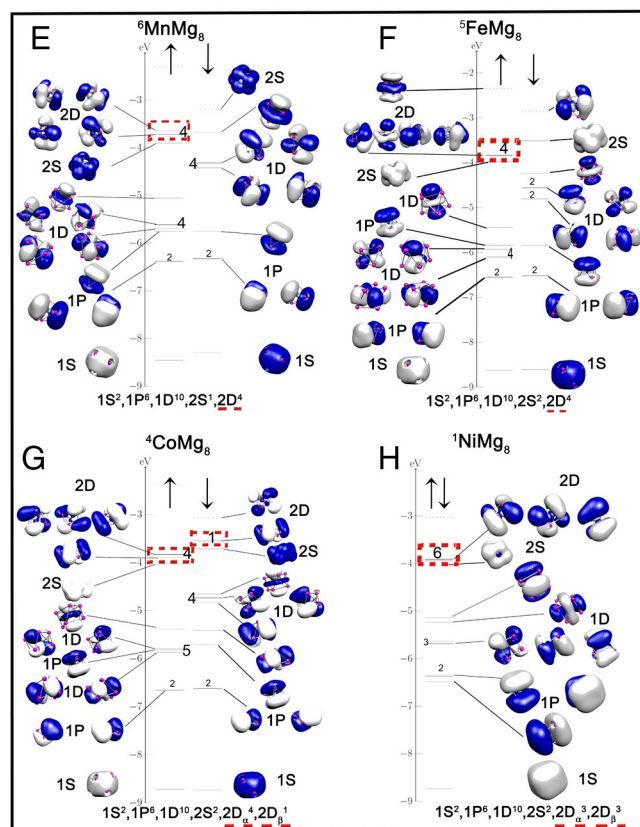 E
⁶MnMg₈
eV
−3
−5
−6
−7
−8
−9
2D
2S
1D
1P
1S
4
4
4
2
2
2S
1D
1P
1S
1S²,1P⁶,1D¹⁰,2S¹,2D⁴
F
⁵FeMg₈
eV
−2
−3
−4
−5
−6
−7
−8
−9
2D
2S
1D
1P
1D
1P
1S
4
4
2
2
2
2
2S
1D
1P
1S
1S²,1P⁶,1D¹⁰,2S²,2D⁴
G
⁴CoMg₈
eV
−3
−4
−5
−6
−7
−8
−9
2D
2S
1D
1P
1D
1P
1S
4
1
4
5
2
2
2D
2S
1D
1P
1S
1S²,1P⁶,1D¹⁰,2S²,2Dα⁴,2Dβ¹
H
¹NiMg₈
eV
−3
−4
−5
−6
−7
−8
−9
6
3
2
2D
2S
1D
1P
1S
1S²,1P⁶,1D¹⁰,2S²,2Dα³,2Dβ³